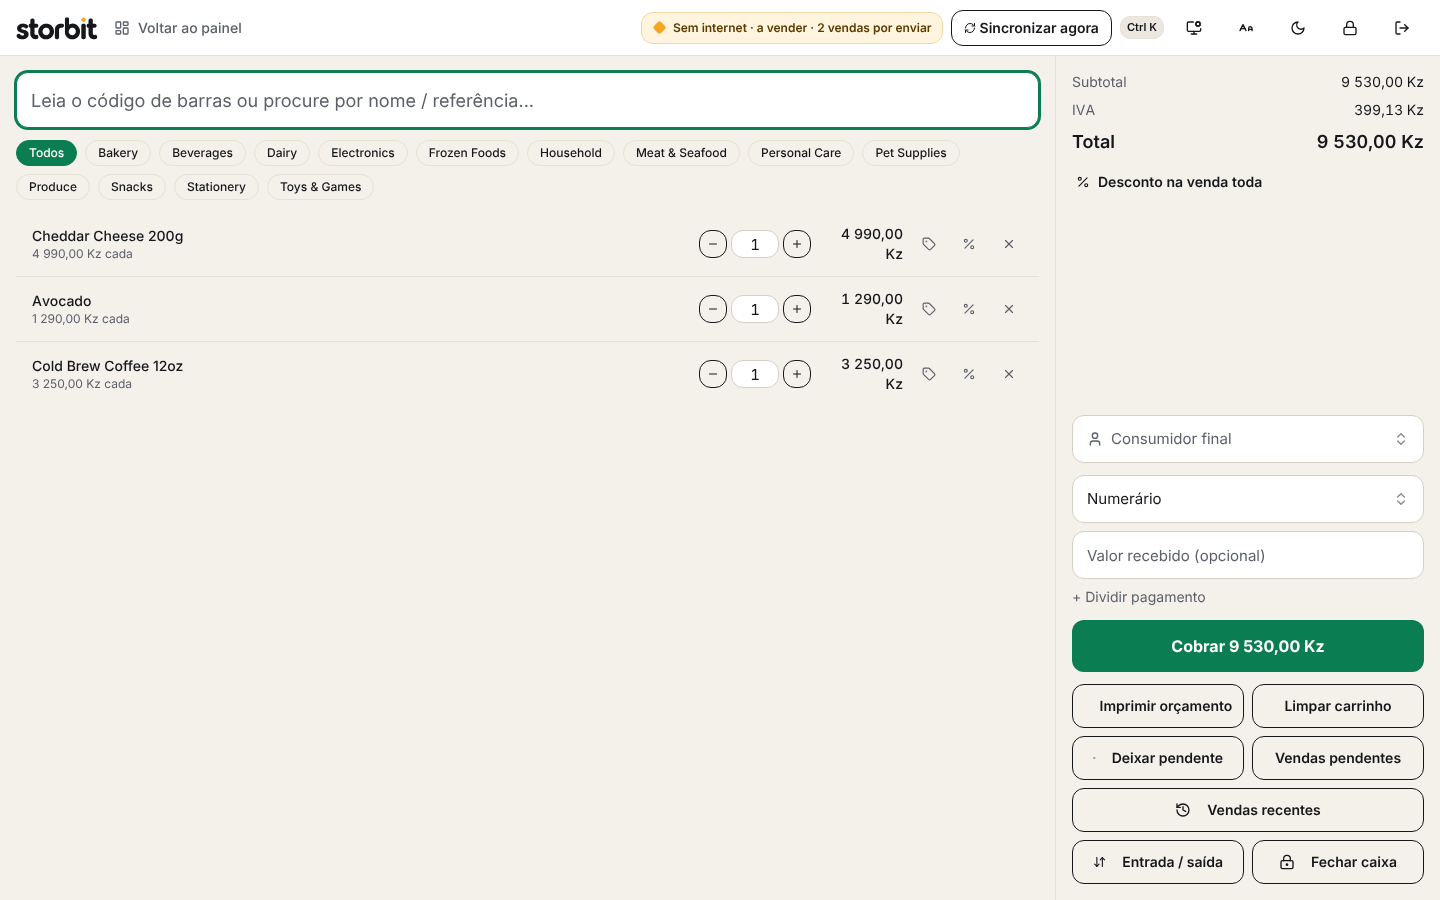 storbit
Voltar ao painel
Sem internet · a vender · 2 vendas por enviar
Sincronizar agora
Ctrl K
Aa
Leia o código de barras ou procure por nome / referência...
Todos
Bakery
Beverages
Dairy
Electronics
Frozen Foods
Household
Meat & Seafood
Personal Care
Pet Supplies
Produce
Snacks
Stationery
Toys & Games
Cheddar Cheese 200g
4 990,00 Kz cada
1
4 990,00
Kz
Avocado
1 290,00 Kz cada
1
1 290,00
Kz
Cold Brew Coffee 12oz
3 250,00 Kz cada
1
3 250,00
Kz
Subtotal 9 530,00 Kz
IVA 399,13 Kz
Total 9 530,00 Kz
% Desconto na venda toda
Consumidor final
Numerário
Valor recebido (opcional)
+ Dividir pagamento
Cobrar 9 530,00 Kz
Imprimir orçamento
Limpar carrinho
Deixar pendente
Vendas pendentes
Vendas recentes
Entrada / saída
Fechar caixa